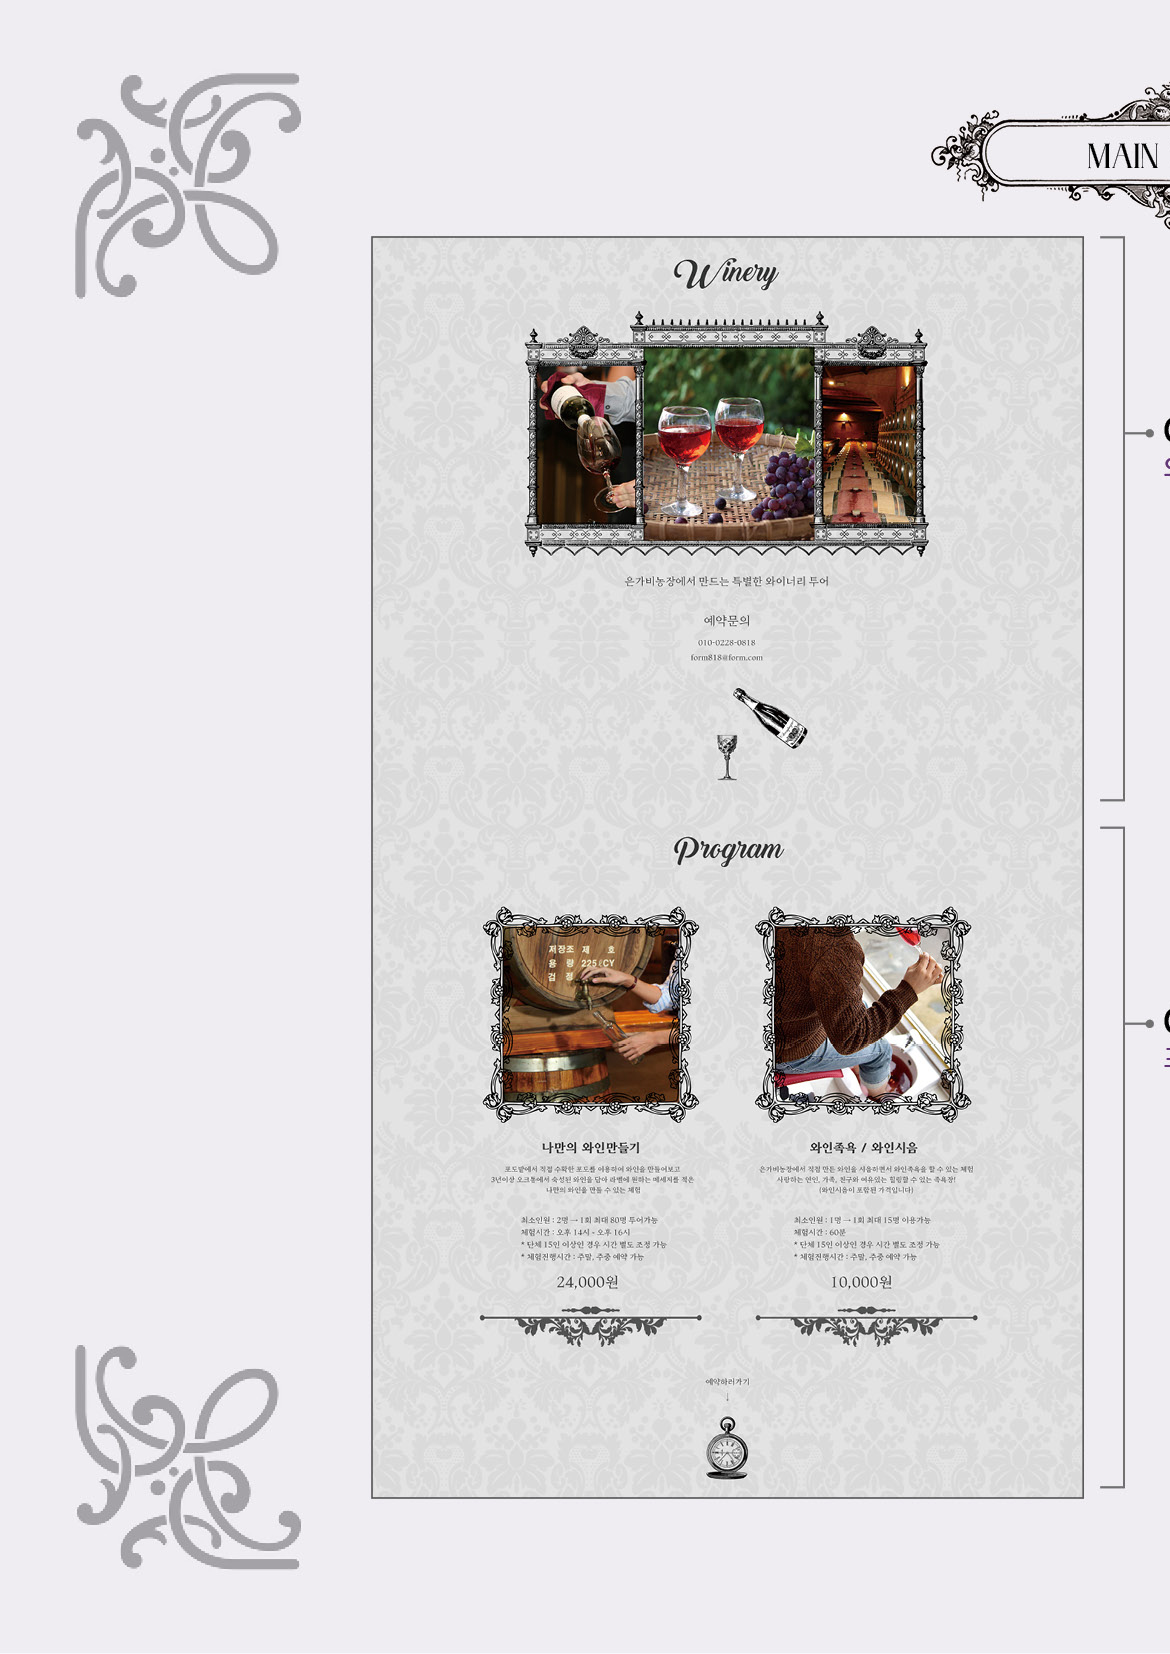 MAIN
Winery
은가비농장에서 만드는 특별한 와이너리 투어
예약문의
010-0228-0818
form818@form.com
Program
저장조 제 호
용 량 225ℓCY
검 정
나만의 와인만들기
포도밭에서 직접 수확한 포도를 이용하여 와인을 만들어보고
3년이상 오크통에서 숙성된 와인을 담아 라벨에 원하는 메세지를 적은
나만의 와인을 만들 수 있는 체험
최소인원 : 2명 → 1회 최대 80명 투어가능
체험시간 : 오후 14시 - 오후 16시
* 단체 15인 이상인 경우 시간 별도 조정 가능
* 체험진행시간 : 주말, 주중 예약 가능
24,000원
와인족욕 / 와인시음
은가비농장에서 직접 만든 와인을 사용하면서 와인족욕을 할 수 있는 체험
사랑하는 연인, 가족, 친구와 여유있는 힐링할 수 있는 족욕장!
(와인시음이 포함된 가격입니다)
최소인원 : 1명 → 1회 최대 15명 이용가능
체험시간 : 60분
* 단체 15인 이상인 경우 시간 별도 조정 가능
* 체험진행시간 : 주말, 주중 예약 가능
10,000원
예약하러가기
↓